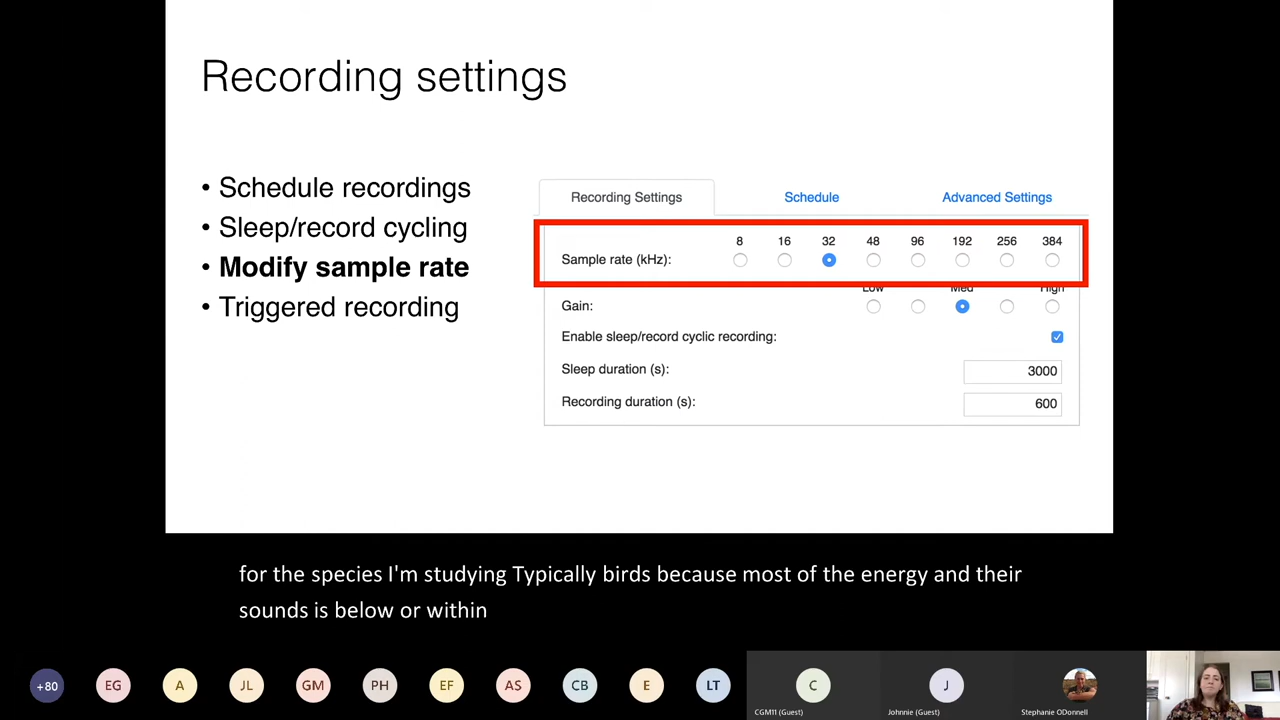 Recording settings
• Schedule recordings
• Sleep/record cycling
• Modify sample rate
• Triggered recording
Recording Settings Schedule Advanced Settings
8 16 32 48 96 192 256 384
Sample rate (kHz):
Low Med High
Gain:
Enable sleep/record cyclic recording:
Sleep duration (s): 3000
Recording duration (s): 600
for the species I'm studying Typically birds because most of the energy and their
sounds is below or within
+80 EG A JL GM PH EF AS CB E LT C J
CGM11 (Guest) Johnnie (Guest) Stephanie ODonnell